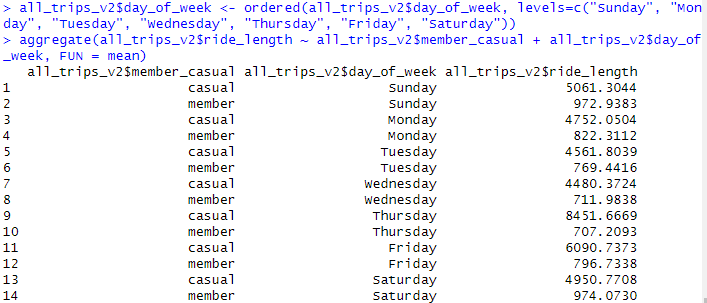 > all_trips_v2$day_of_week <- ordered(all_trips_v2$day_of_week, levels=c("Sunday", "Mon
day", "Tuesday", "Wednesday", "Thursday", "Friday", "Saturday"))
> aggregate(all_trips_v2$ride_length ~ all_trips_v2$member_casual + all_trips_v2$day_of
_week, FUN = mean)
all_trips_v2$member_casual all_trips_v2$day_of_week all_trips_v2$ride_length
1 casual Sunday 5061.3044
2 member Sunday 972.9383
3 casual Monday 4752.0504
4 member Monday 822.3112
5 casual Tuesday 4561.8039
6 member Tuesday 769.4416
7 casual Wednesday 4480.3724
8 member Wednesday 711.9838
9 casual Thursday 8451.6669
10 member Thursday 707.2093
11 casual Friday 6090.7373
12 member Friday 796.7338
13 casual Saturday 4950.7708
14 member Saturday 974.0730